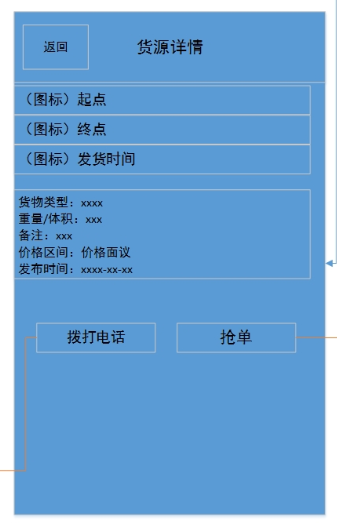 返回
货源详情
（图标）起点
（图标）终点
（图标）发货时间
货物类型：xxxx
重量/体积：xxx
备注：xxx
价格区间：价格面议
发布时间：xxxx-xx-xx
拨打电话
抢单